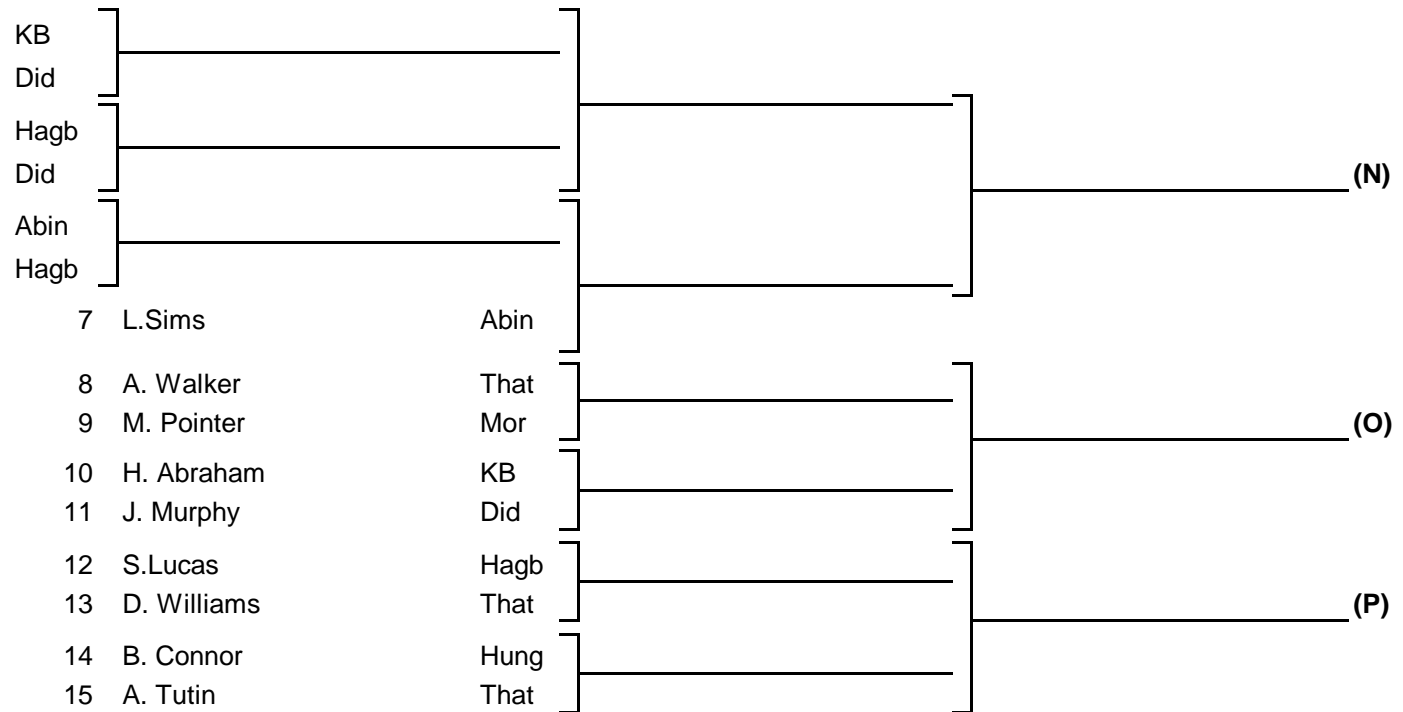 KB
Did
Hagb
Did
(N)
Abin
Hagb
7 L.Sims Abin
8 A. Walker That
9 M. Pointer Mor
(O)
10 H. Abraham KB
11 J. Murphy Did
12 S.Lucas Hagb
13 D. Williams That
(P)
14 B. Connor Hung
15 A. Tutin That